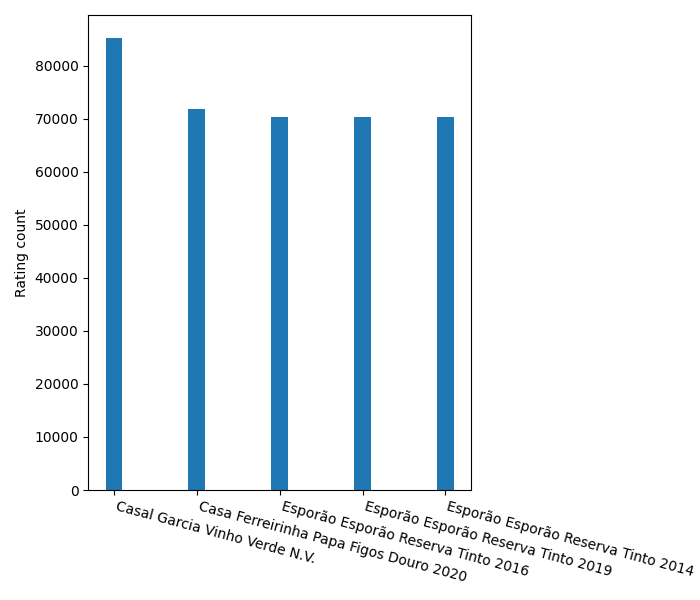 Rating count
80000
70000
60000
50000
40000
30000
20000
10000
0
Casal Garcia Vinho Verde N.V.
Casa Ferreirinha Papa Figos Douro 2020
Esporão Esporão Reserva Tinto 2016
Esporão Esporão Reserva Tinto 2019
Esporão Esporão Reserva Tinto 2014